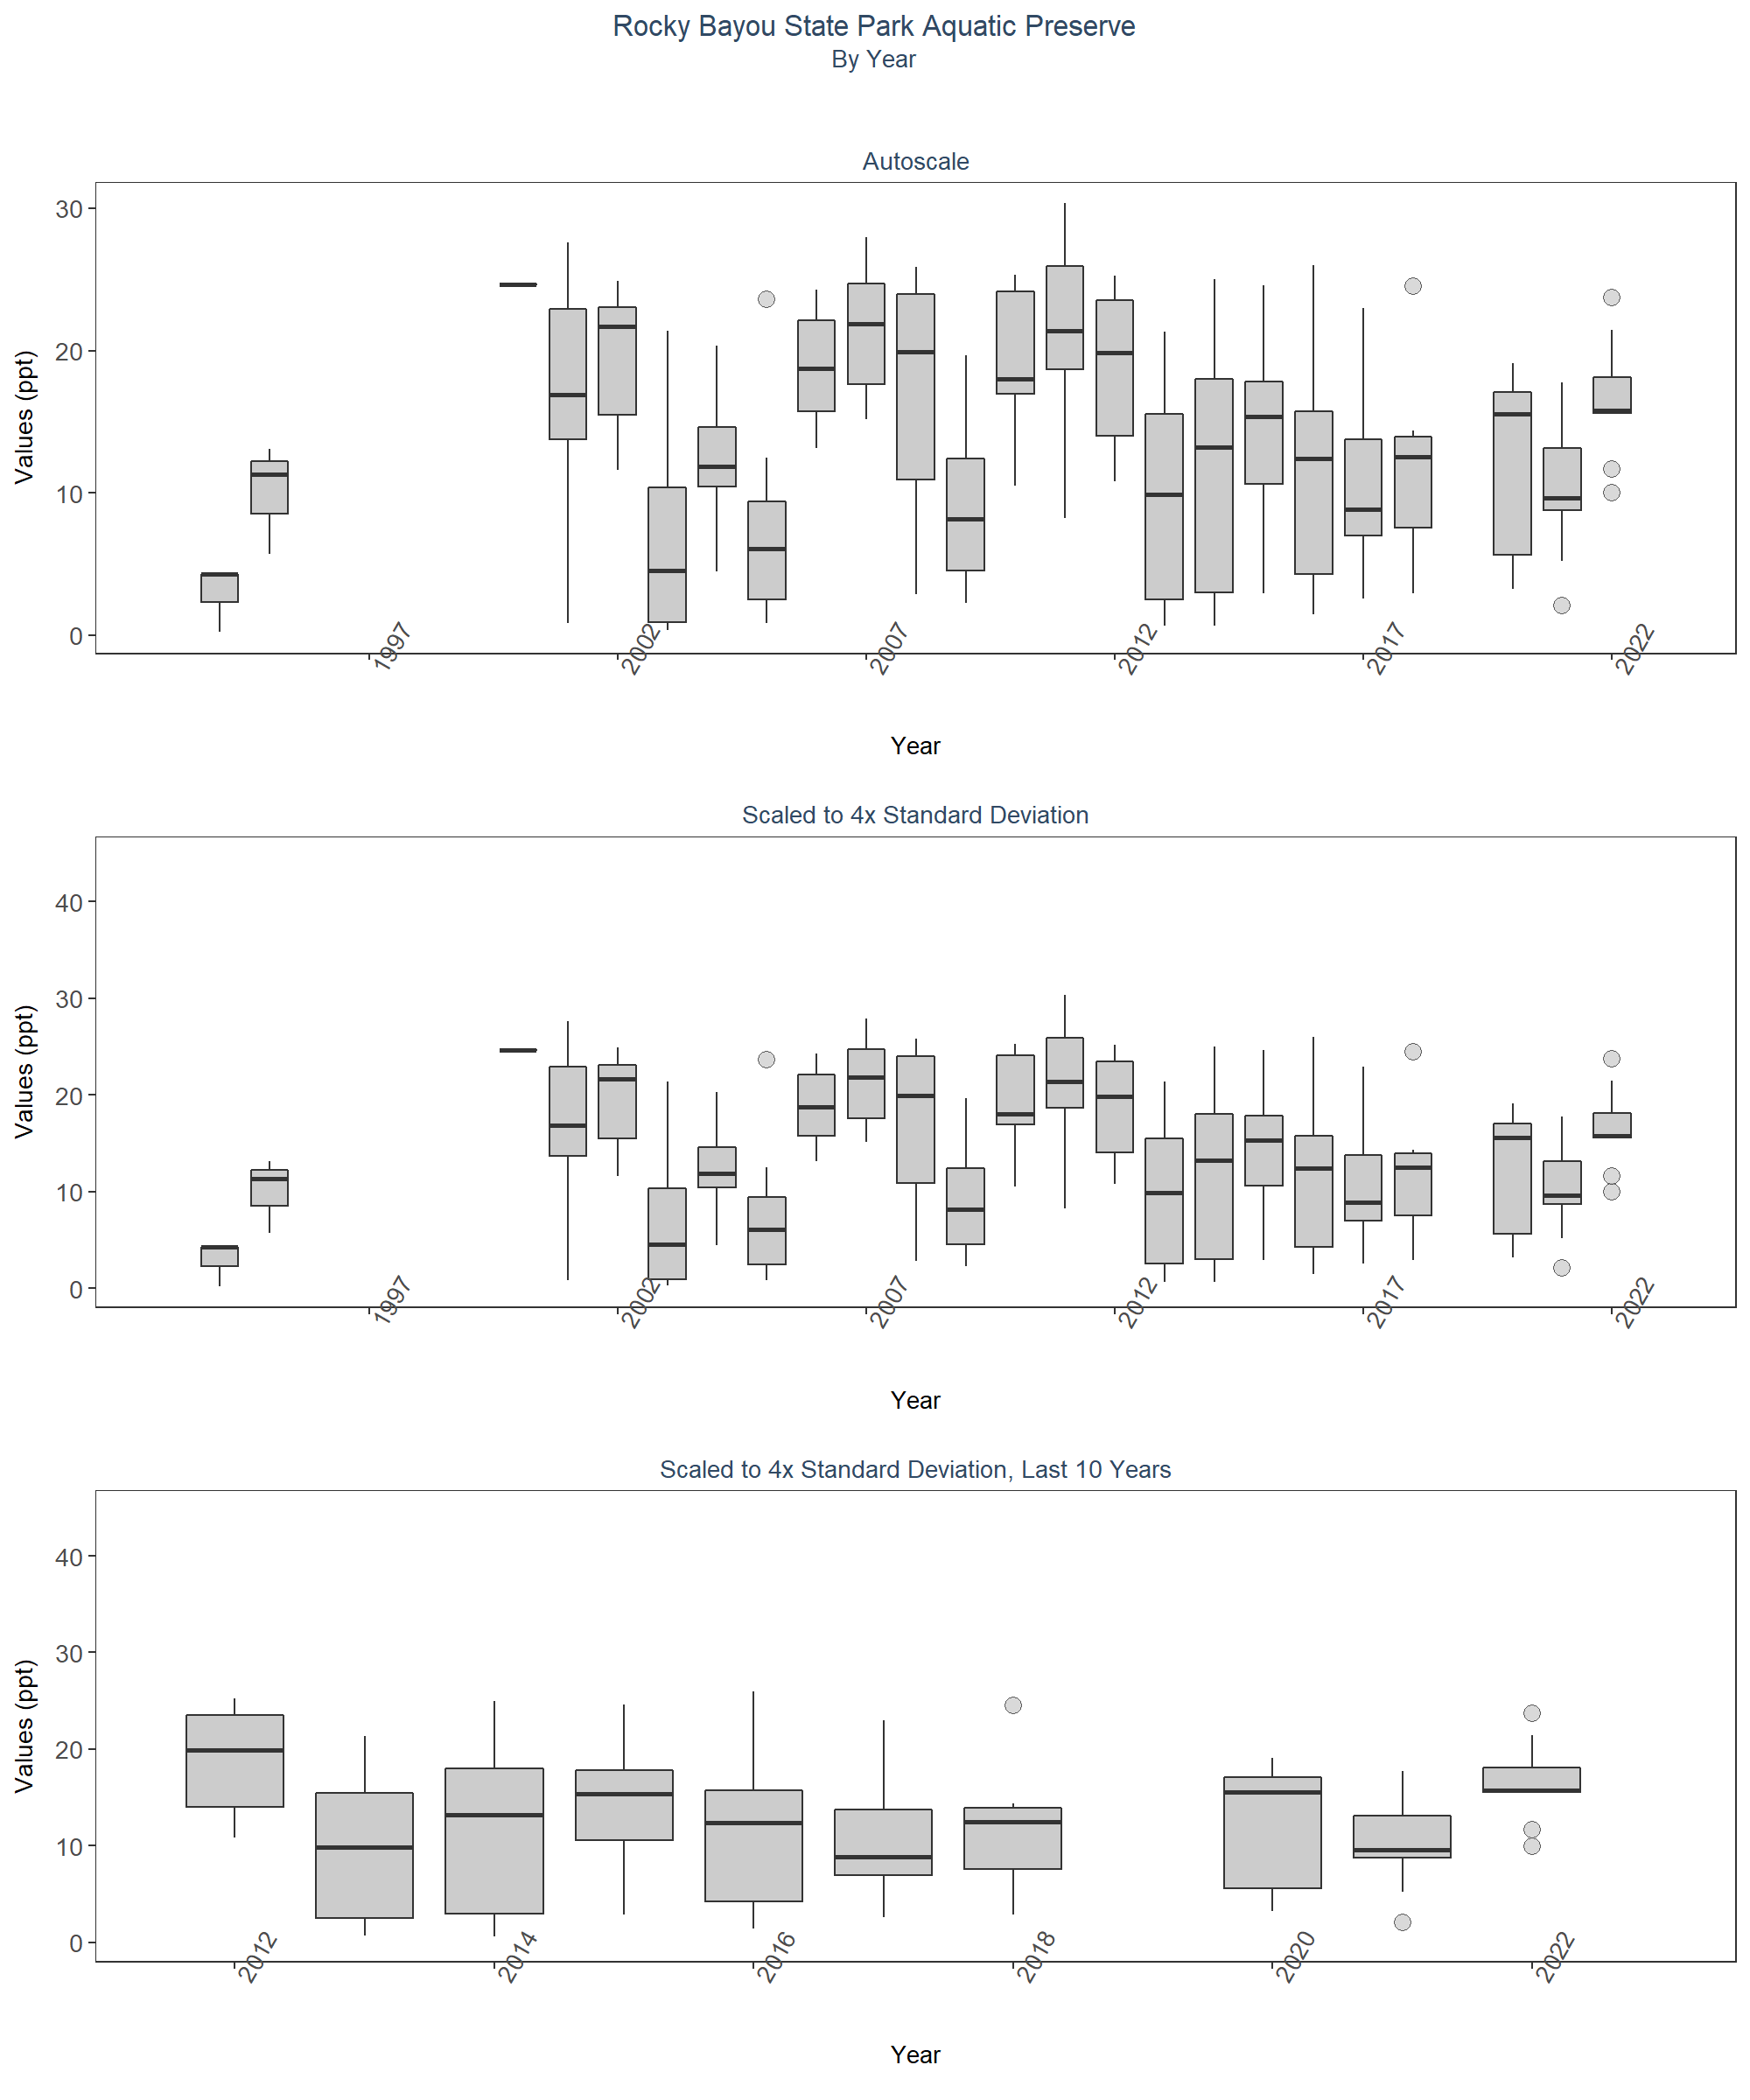 Rocky Bayou State Park Aquatic Preserve
By Year
Autoscale
Values (ppt)
30
20
10
0
1997
2002
2007
2012
2017
2022
Year
Scaled to 4x Standard Deviation
Values (ppt)
40
30
20
10
0
1997
2002
2007
2012
2017
2022
Year
Scaled to 4x Standard Deviation, Last 10 Years
Values (ppt)
40
30
20
10
0
2012
2014
2016
2018
2020
2022
Year